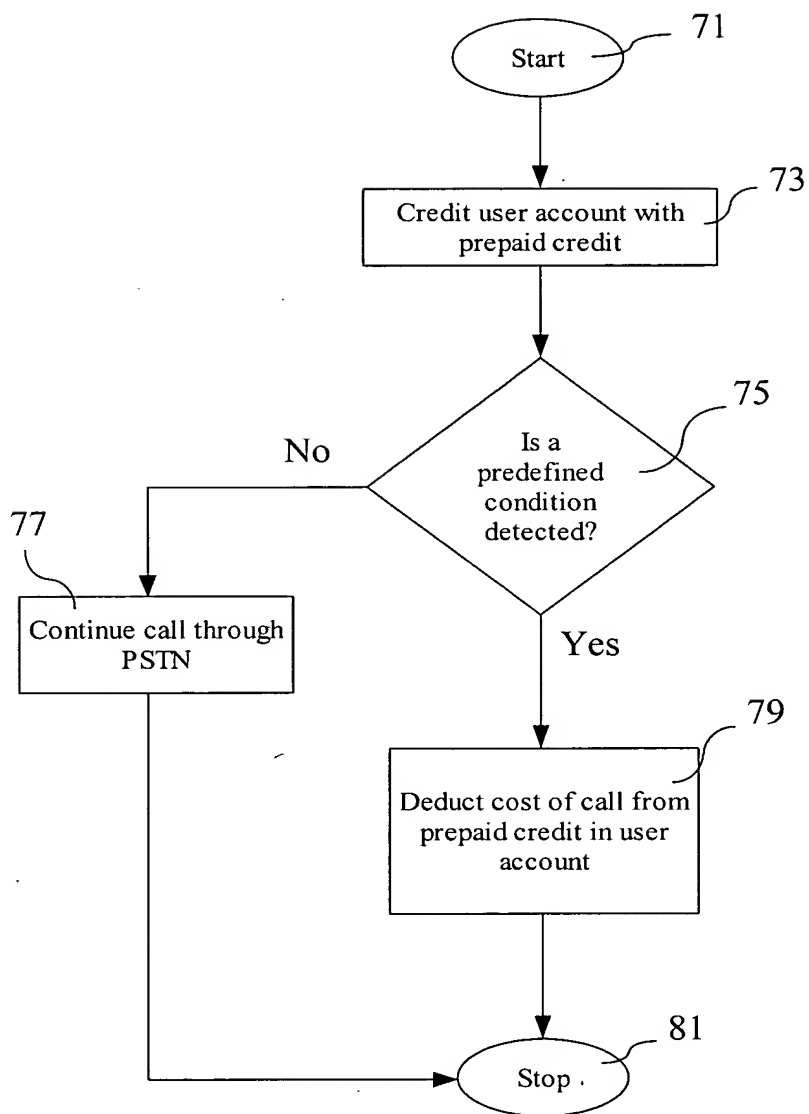 71
Start
73
Credit user account with
prepaid credit
75
Is a
predefined
condition
detected?
No
77
Continue call through
PSTN
Yes
79
Deduct cost of call from
prepaid credit in user
account
81
Stop